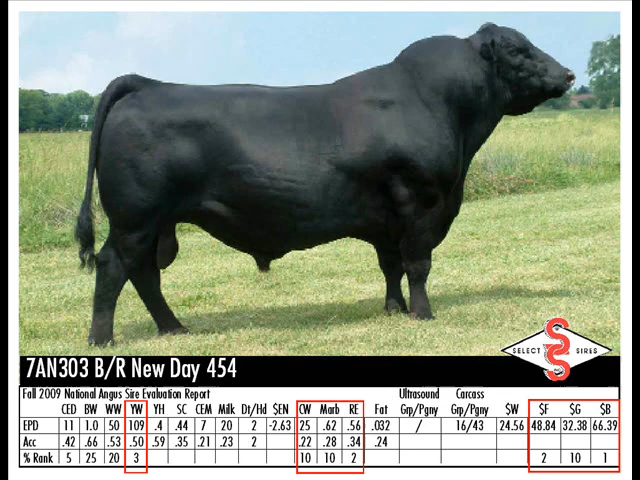 SELECT SIRES
7AN303 B/R New Day 454
Fall 2009 National Angus Sire Evaluation Report Ultrasound Carcass
CED BW WW YW YH SC CEM Milk Dt/Hd $EN CW Marb RE Fat Grp/Pgny Grp/Pgny $W $F $G $B
EPD 11 1.0 50 109 .4 .44 7 20 2 -2.63 25 .62 .56 .032 / 16/43 24.56 48.84 32.38 66.39
Acc .42 .66 .53 .50 .59 .35 .21 .23 2 .22 .28 .34 .24
% Rank 5 25 20 3 10 10 2 2 10 1